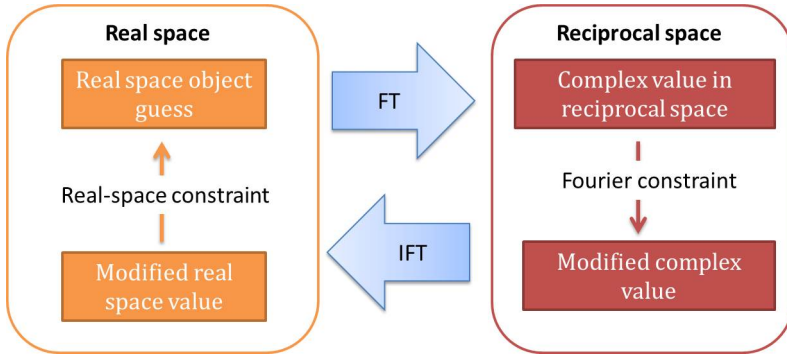 Real space
Real space object
guess
Real-space constraint
Modified real
space value
FT
IFT
Reciprocal space
Complex value in
reciprocal space
Fourier constraint
Modified complex
value